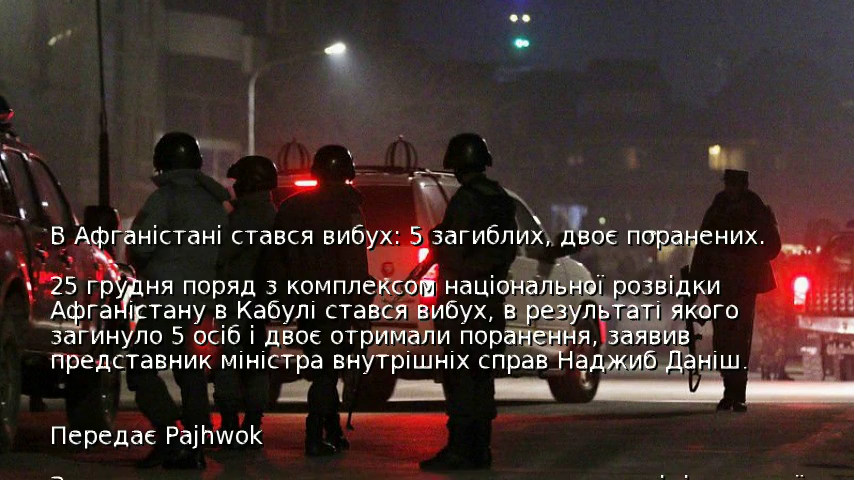 В Афганістані стався вибух: 5 загиблих, двоє поранених.
25 грудня поряд з комплексом національної розвідки
Афганістану в Кабулі стався вибух, в результаті якого
загинуло 5 осіб і двоє отримали поранення, заявив
представник міністра внутрішніх справ Наджиб Даніш.
Передає Pajhwok